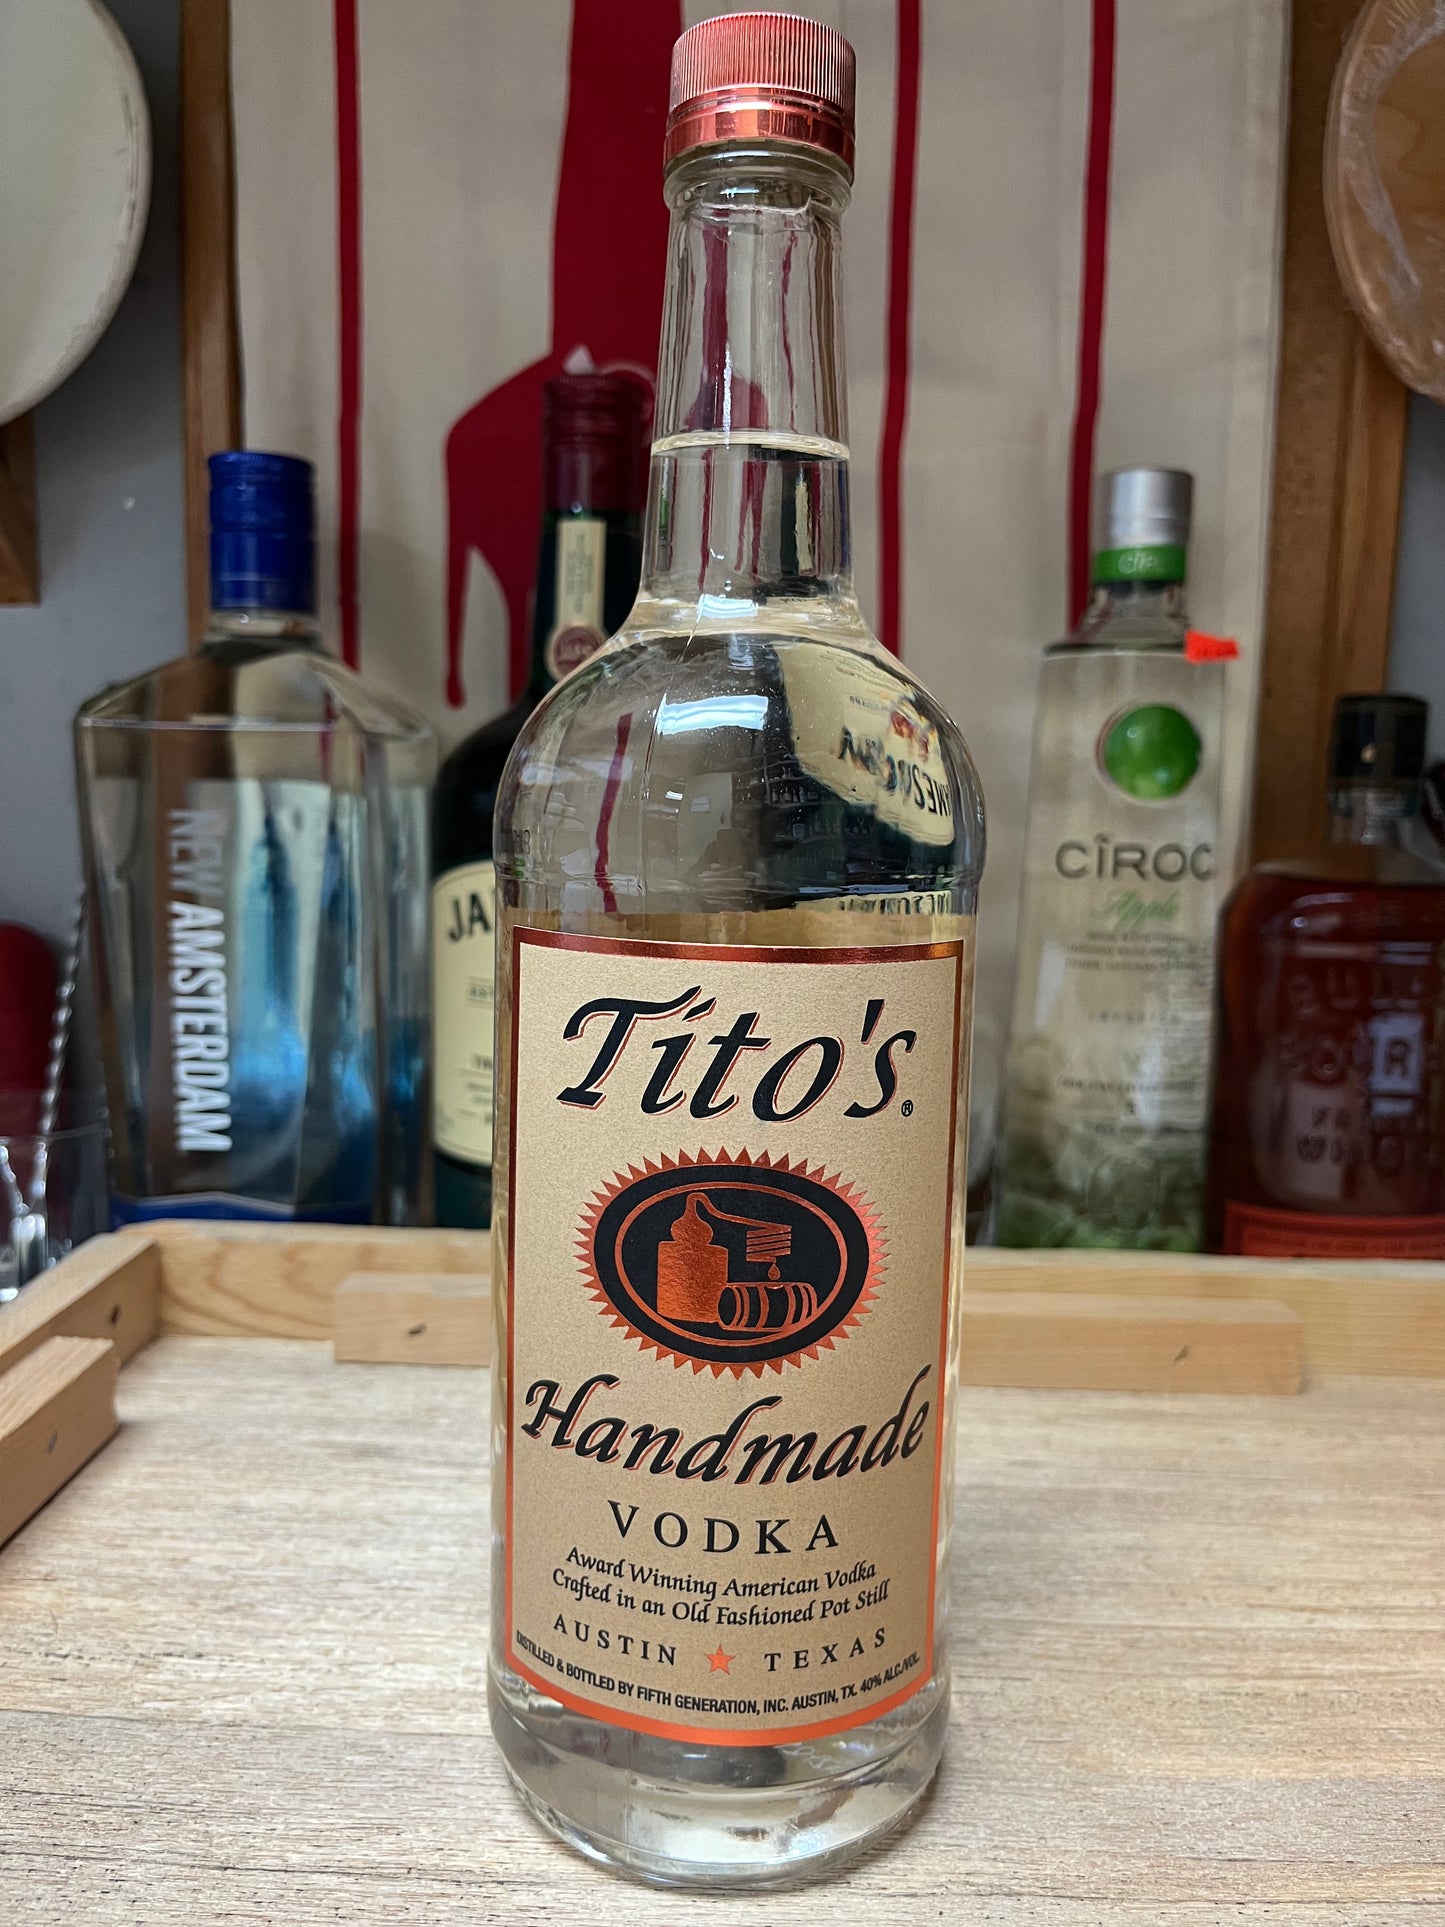 Tito's®
Handmade
VODKA
Award Winning American Vodka
Crafted in an Old Fashioned Pot Still
AUSTIN ★ TEXAS
DISTILLED & BOTTLED BY FIFTH GENERATION, INC. AUSTIN, TX. 40% ALC./VOL.
NEW AMSTERDAM
JA
CÎROC
Apple